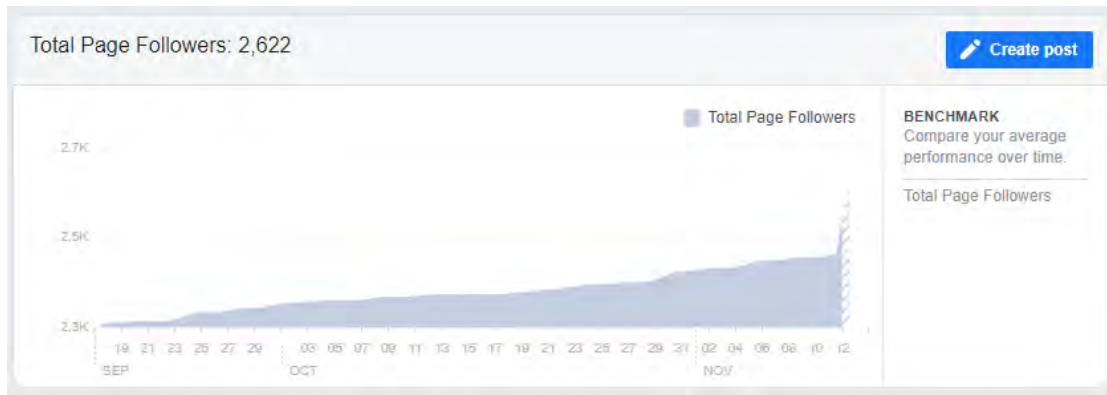 Total Page Followers: 2,622
Create post
Total Page Followers
BENCHMARK
Compare your average
performance over time.
Total Page Followers
2.7K
2.5K
2.3K
19 21 23 25 27 29 03 05 07 09 11 13 15 17 19 21 23 25 27 29 31 02 04 06 08 10 12
SEP OCT NOV